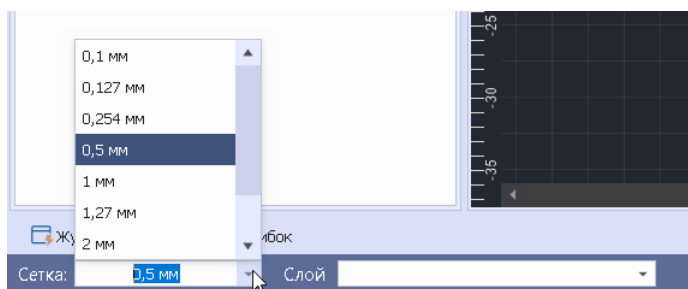 0,1 мм
0,127 мм
0,254 мм
0,5 мм
1 мм
1,27 мм
2 мм
-25
-30
-35
Сетка: 0,5 мм Слой